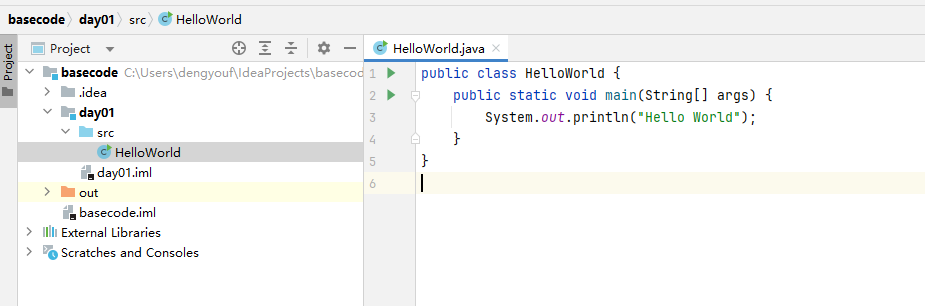 basecode day01 src HelloWorld
Project
Project
HelloWorld.java
basecode C:\Users\dengyouf\IdeaProjects\basecod
.idea
day01
src
HelloWorld
day01.iml
out
basecode.iml
External Libraries
Scratches and Consoles
1 public class HelloWorld {
2 public static void main(String[] args) {
3 System.out.println("Hello World");
4 }
5 }
6